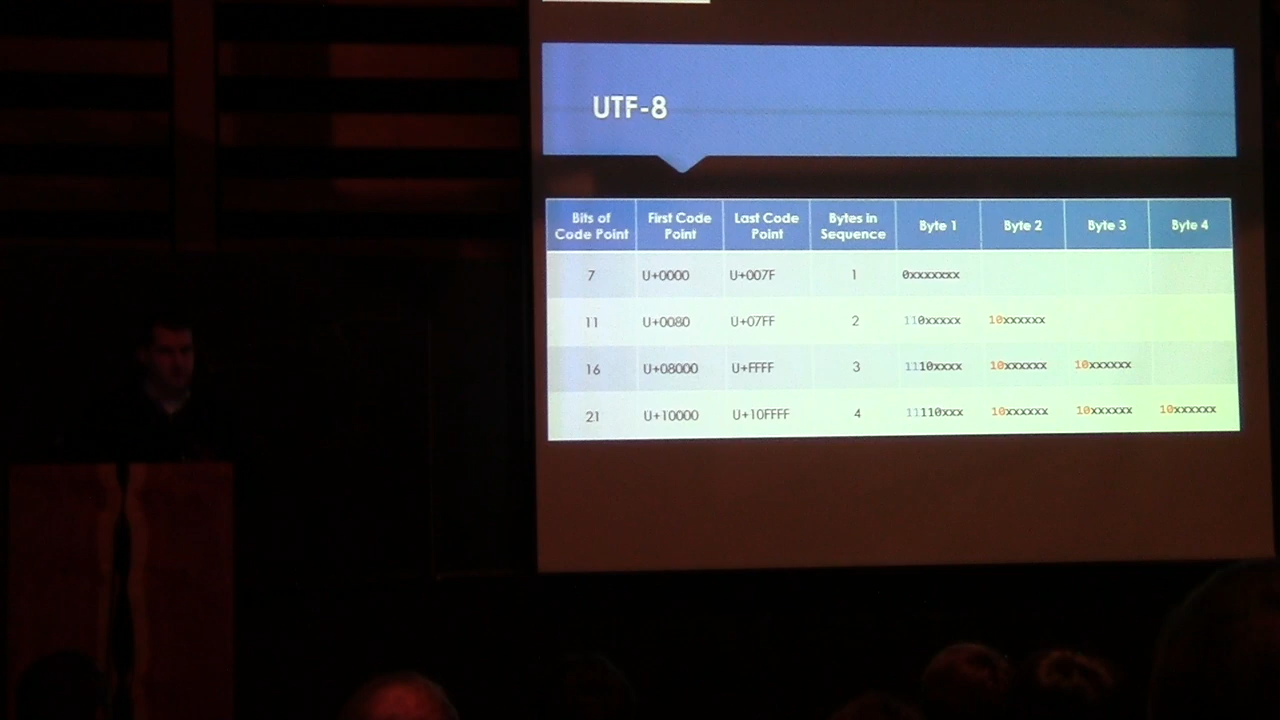 UTF-8
Bits of Code Point First Code Point Last Code Point Bytes in Sequence Byte 1 Byte 2 Byte 3 Byte 4
7 U+0000 U+007F 1 0xxxxxxx
11 U+0080 U+07FF 2 110xxxxx 10xxxxxx
16 U+08000 U+FFFF 3 1110xxxx 10xxxxxx 10xxxxxx
21 U+10000 U+10FFFF 4 11110xxx 10xxxxxx 10xxxxxx 10xxxxxx